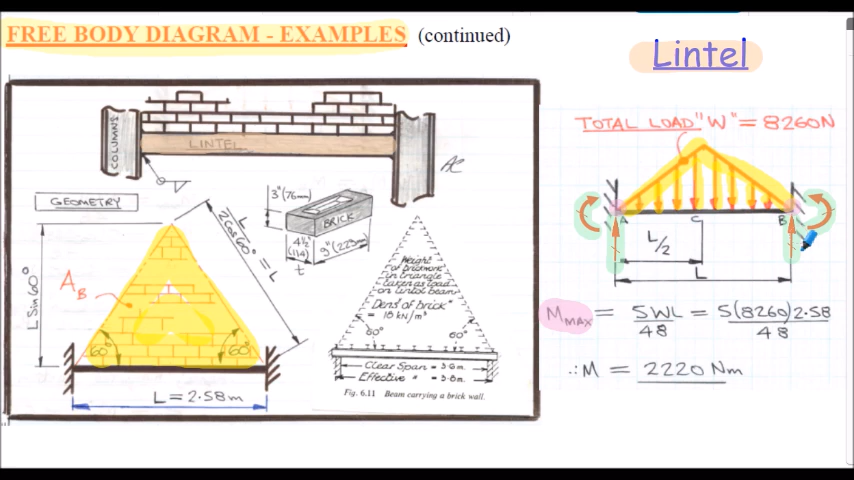 FREE BODY DIAGRAM - EXAMPLES (continued)
Lintel
COLUMNS
LINTEL
GEOMETRY
3"(76mm)
BRICK
4½"
(114)
9"(229mm)
t
L
2cos60° = L
L Sin 60°
A_B
60°
60°
L = 2.58m
Weight
of brickwork
in triangle
taken as load
on lintol beam
Densy of brick
= 18 kN/m³
60°
60°
Clear Span = 3.6m.
Effective " = 3.8m.
Fig. 6.11 Beam carrying a brick wall.
TOTAL LOAD "W" = 8260N
A
C
B
L/2
L
M_MAX = 5WL/48 = 5(8260)2.58/48
∴M = 2220 Nm